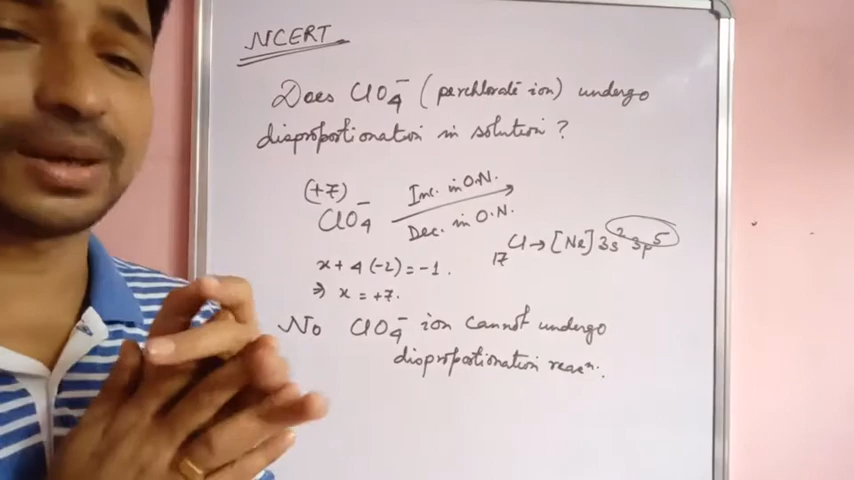 NCERT
Does ClO₄⁻ (perchlorate ion) undergo
disproportionation in solution?
(+7)
ClO₄⁻
Inc. in O.N.
Dec. in O.N.
₁₇Cl → [Ne] 3s² 3p⁵
x + 4(-2) = -1.
⇒ x = +7.
No ClO₄⁻ ion cannot undergo
disproportionation reacⁿ.